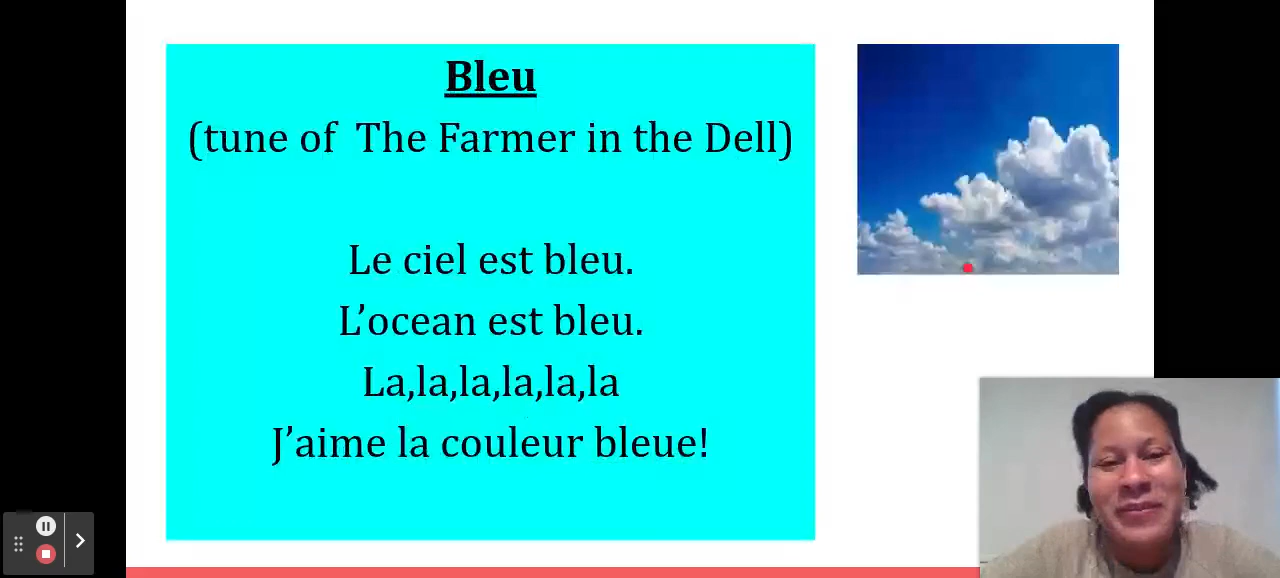 Bleu
(tune of The Farmer in the Dell)
Le ciel est bleu.
L'ocean est bleu.
La,la,la,la,la,la
J'aime la couleur bleue!